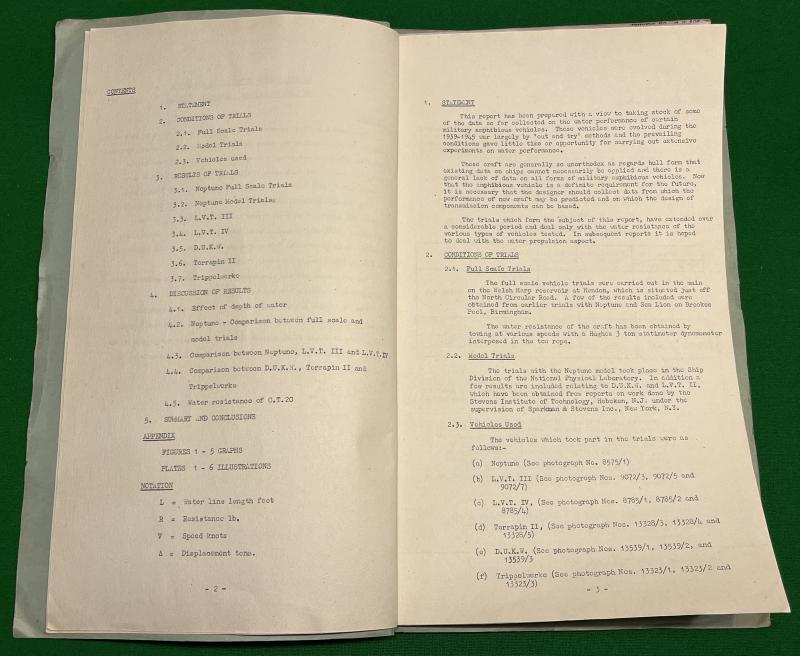 CONTENTS
1. STATEMENT
2. CONDITIONS OF TRIALS
2.1. Full Scale Trials
2.2. Model Trials
2.3. Vehicles used
3. RESULTS OF TRIALS
3.1. Neptune Full Scale Trials
3.2. Neptune Model Trials
3.3. L.V.T. III
3.4. L.V.T. IV
3.5. D.U.K.W.
3.6. Terrapin II
3.7. Trippelwerke
4. DISCUSSION OF RESULTS
4.1. Effect of depth of water
4.2. Neptune - Comparison between full scale and
model trials
4.3. Comparison between Neptune, L.V.T. III and L.V.T. IV
4.4. Comparison between D.U.K.W., Terrapin II and
Trippelwerke
4.5. Water resistance of C.T.20
5. SUMMARY AND CONCLUSIONS
APPENDIX
FIGURES 1 - 5 GRAPHS
PLATES 1 - 6 ILLUSTRATIONS
NOTATION
L = Water line length feet
R = Resistance lb.
V = Speed knots
Δ = Displacement tons.
- 2 -
1. STATEMENT
This report has been prepared with a view to taking stock of some
of the data so far collected on the water performance of certain
military amphibious vehicles. These vehicles were evolved during the
1939-1945 war largely by "cut and try" methods and the prevailing
conditions gave little time or opportunity for carrying out extensive
experiments on water performance.
These craft are generally so unorthodox as regards hull form that
existing data on ships cannot necessarily be applied and there is a
general lack of data on all forms of military amphibious vehicles. Now
that the amphibious vehicle is a definite requirement for the future,
it is necessary that the designer should collect data from which the
performance of new craft may be predicted and on which the design of
transmission components can be based.
The trials which form the subject of this report, have extended over
a considerable period and deal only with the water resistance of the
various types of vehicles tested. In subsequent reports it is hoped
to deal with the water propulsion aspect.
2. CONDITIONS OF TRIALS
2.1. Full Scale Trials
The full scale vehicle trials were carried out in the main
on the Welsh Harp reservoir at Hendon, which is situated just off
the North Circular Road. A few of the results included were
obtained from earlier trials with Neptune and Sea Lion on Brookes
Pool, Birmingham.
The water resistance of the craft has been obtained by
towing at various speeds with a Hughes 3 ton statimeter dynamometer
interposed in the tow rope.
2.2. Model Trials
The trials with the Neptune model took place in the Ship
Division of the National Physical Laboratory. In addition a
few results are included relating to D.U.K.W. and L.V.T. II,
which have been obtained from reports on work done by the
Stevens Institute of Technology, Hoboken, N.J. under the
supervision of Sparkman & Stevens Inc., New York, N.Y.
2.3. Vehicles Used
The vehicles which took part in the trials were as
follows:-
(a) Neptune (See photograph No. 8575/1)
(b) L.V.T. III (See photograph Nos. 9072/3, 9072/5 and
9072/7)
(c) L.V.T. IV, (See photograph Nos. 8785/1, 8785/2 and
8785/4)
(d) Terrapin II, (See photograph Nos. 13328/3, 13328/4 and
13328/5)
(e) D.U.K.W. (See photograph Nos. 13539/1, 13539/2, and
13539/3
(f) Trippelwerke (See photograph Nos. 13323/1, 13323/2 and
13323/3)
- 3 -